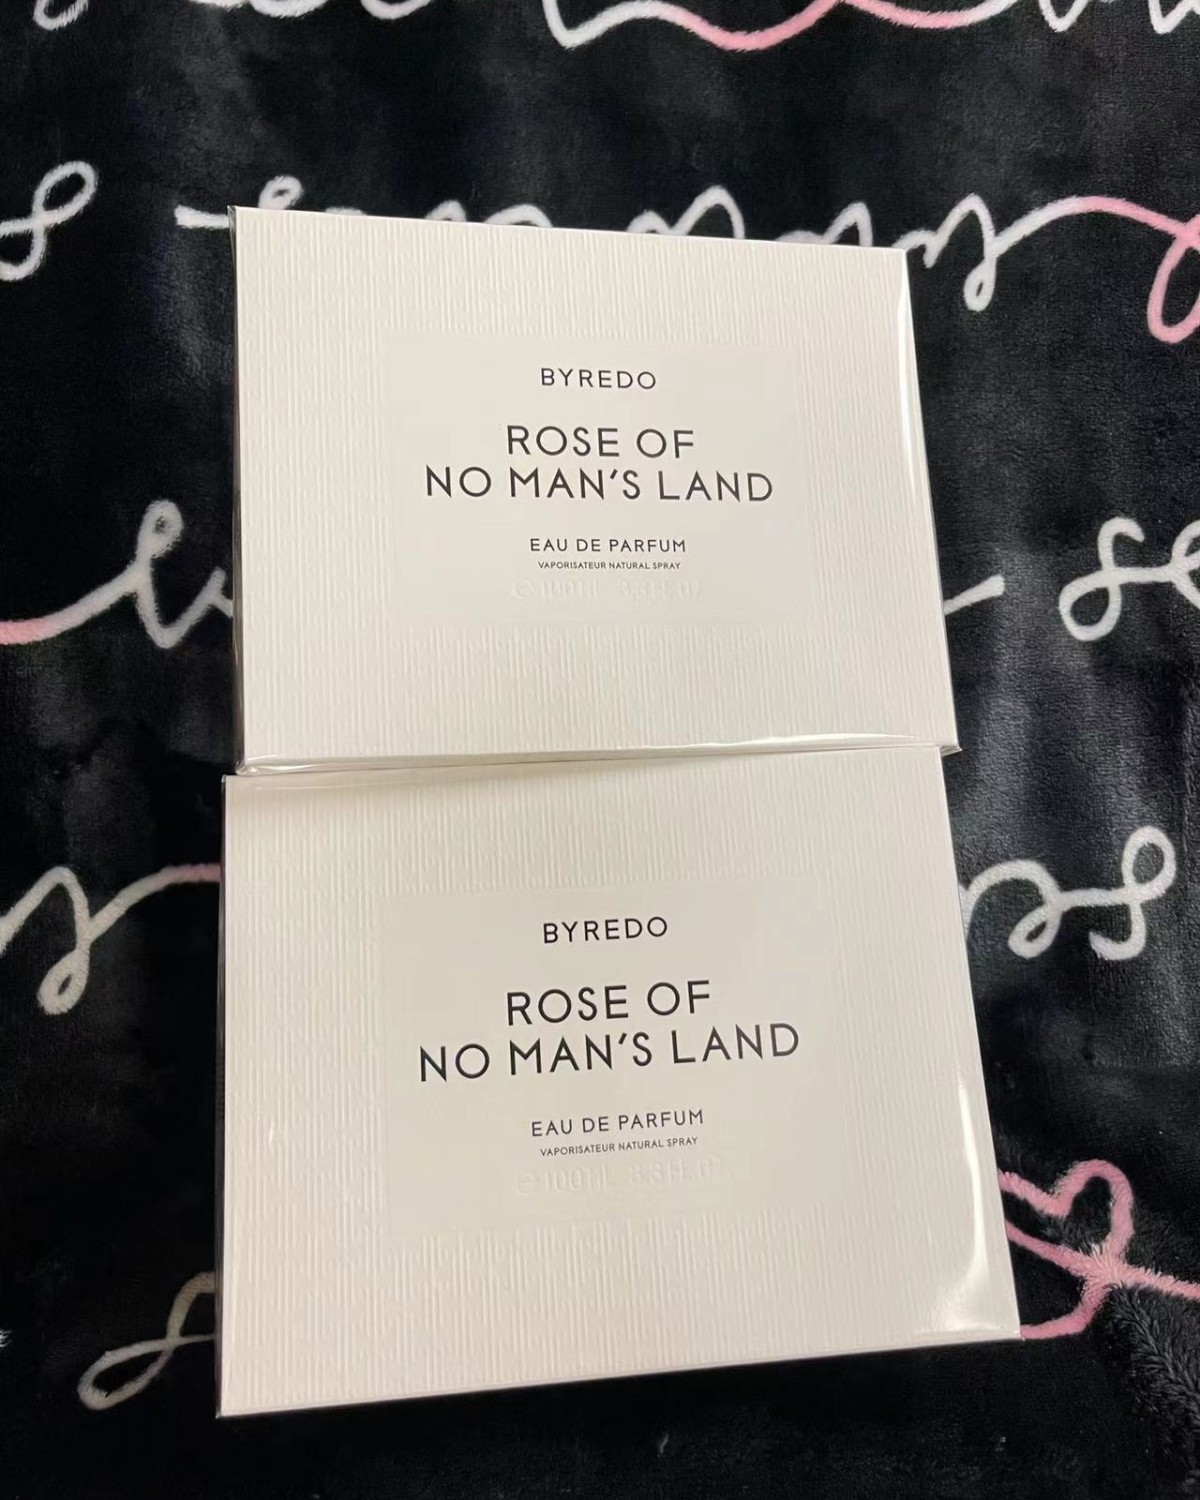 BYREDO
ROSE OF
NO MAN'S LAND
EAU DE PARFUM
VAPORISATEUR NATURAL SPRAY
BYREDO
ROSE OF
NO MAN'S LAND
EAU DE PARFUM
VAPORISATEUR NATURAL SPRAY